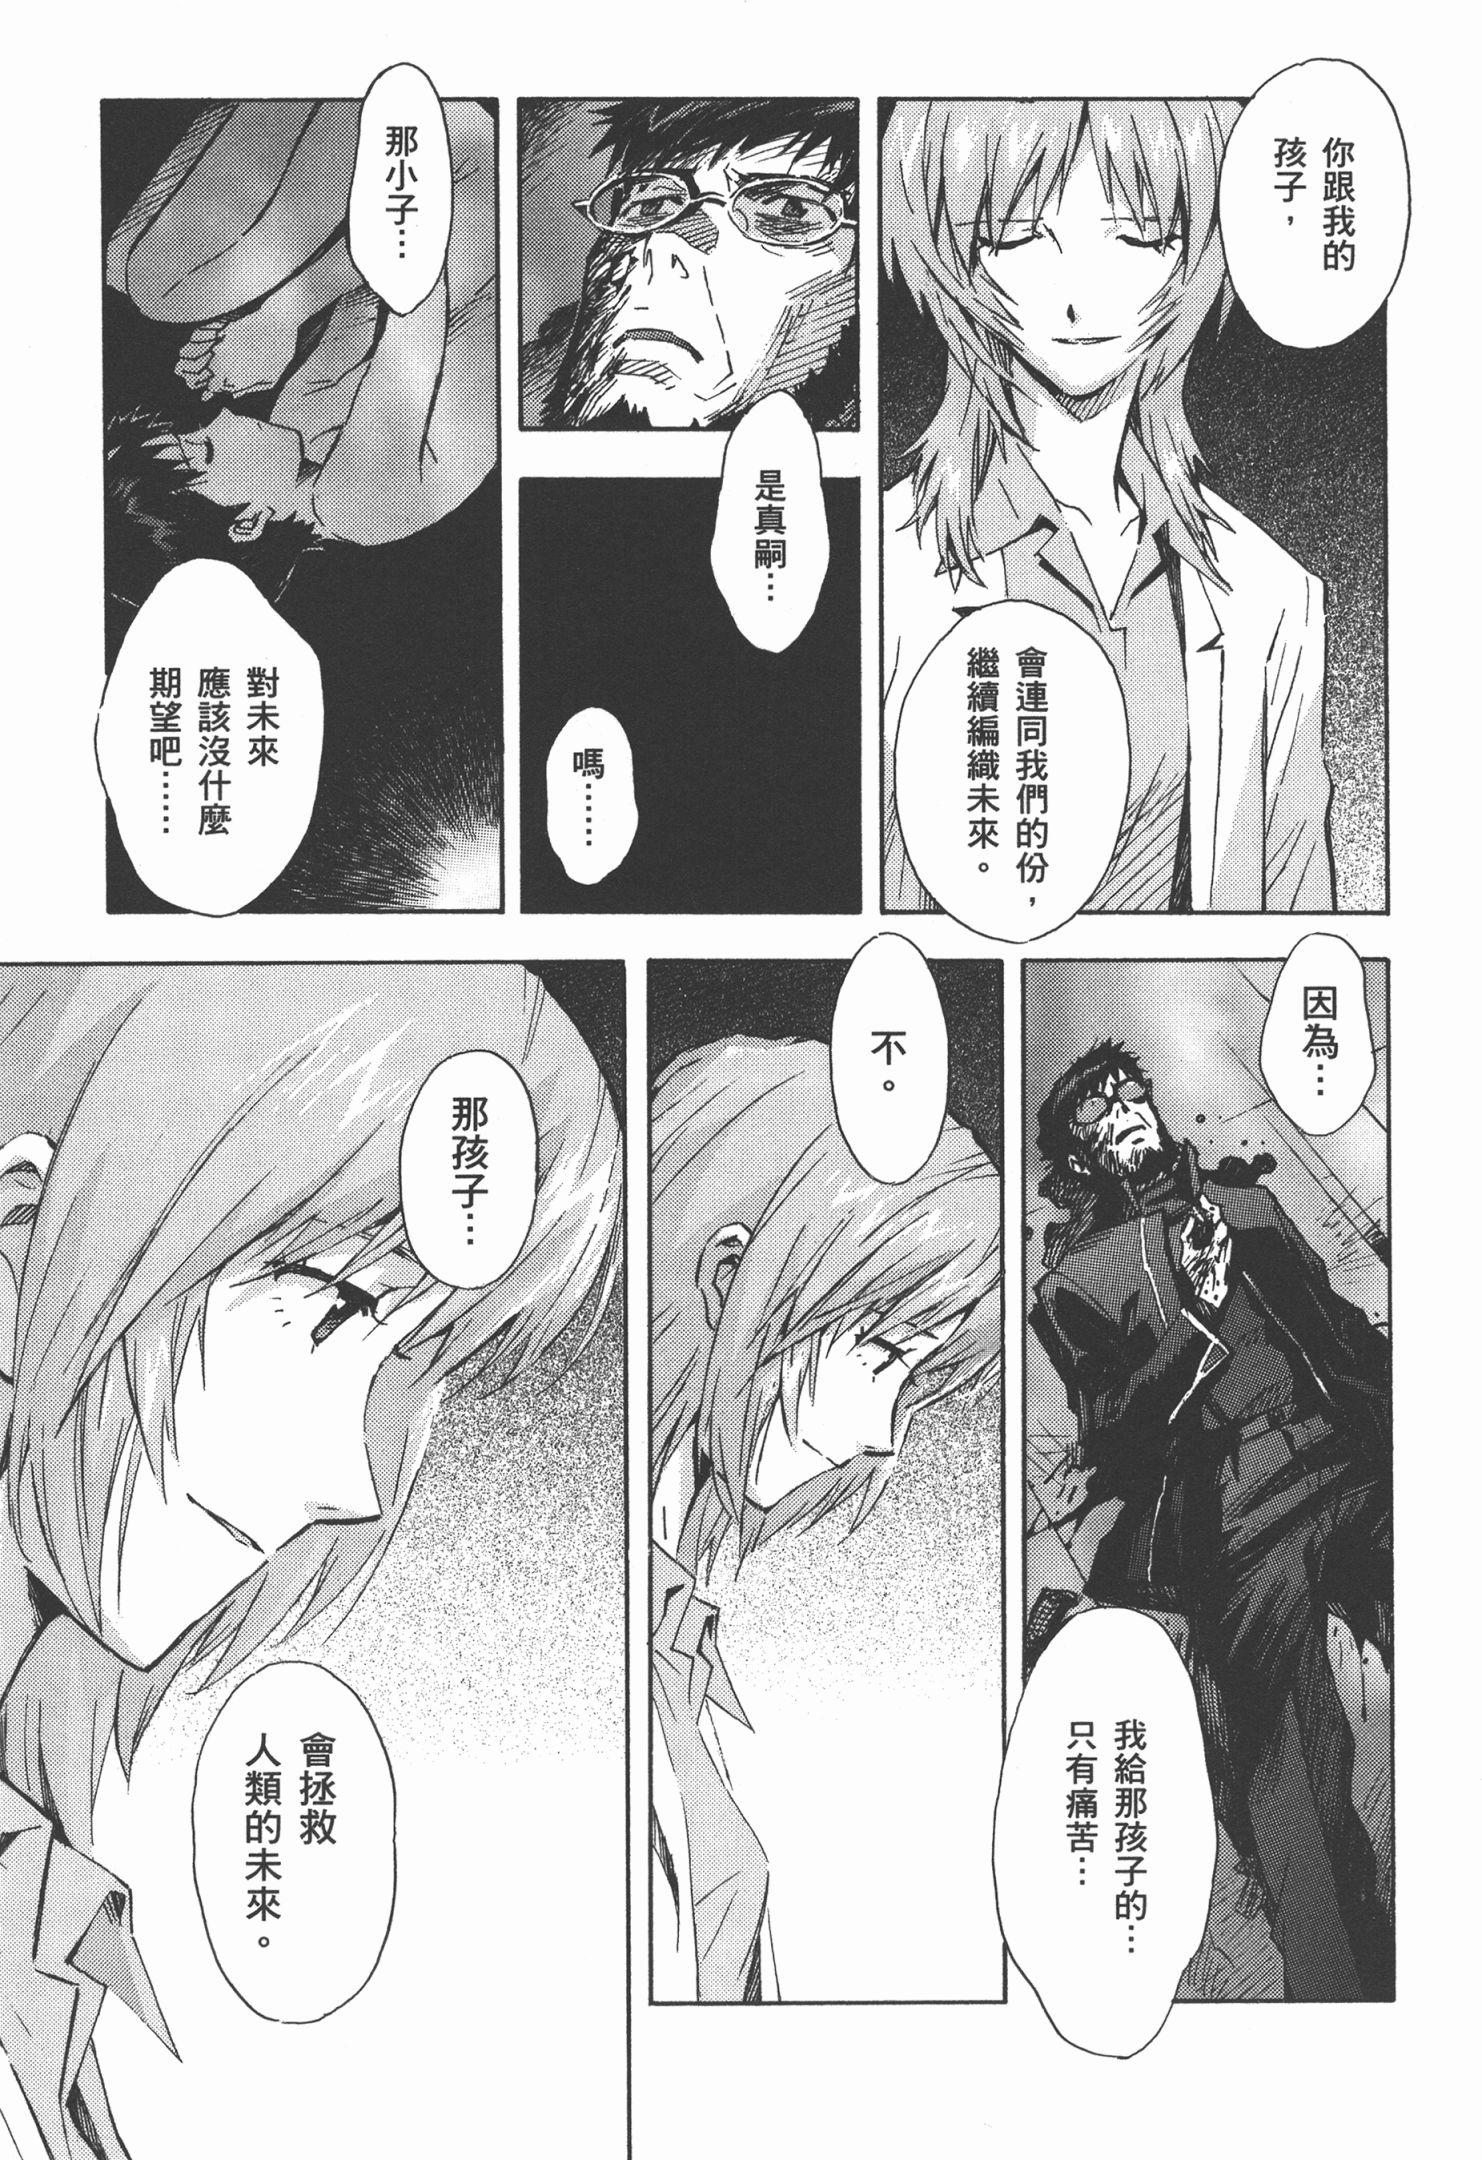 你跟我的
孩子，
會連同我們的份，
繼續編織未來。
是真嗣…
嗎……
那小子…
對未來
應該沒什麼
期望吧……
因為…
我給那孩子的…
只有痛苦…
不。
那孩子…
會拯救
人類的未來。